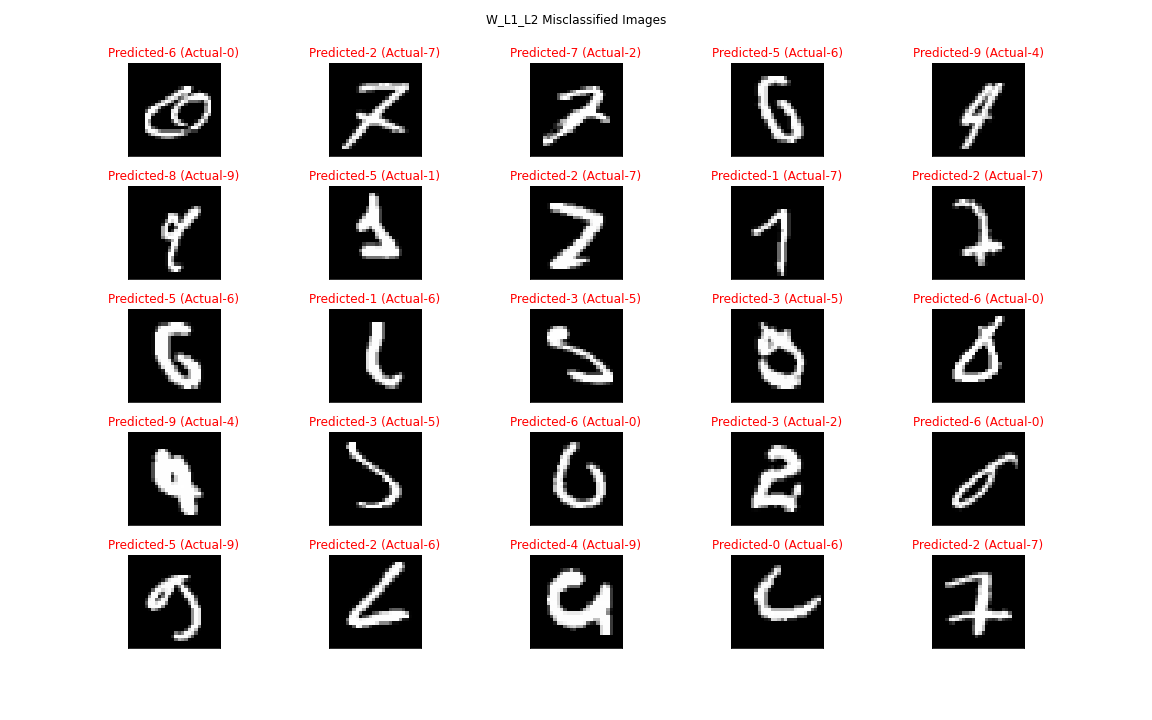 W_L1_L2 Misclassified Images
Predicted-6 (Actual-0) Predicted-2 (Actual-7) Predicted-7 (Actual-2) Predicted-5 (Actual-6) Predicted-9 (Actual-4)
Predicted-8 (Actual-9) Predicted-5 (Actual-1) Predicted-2 (Actual-7) Predicted-1 (Actual-7) Predicted-2 (Actual-7)
Predicted-5 (Actual-6) Predicted-1 (Actual-6) Predicted-3 (Actual-5) Predicted-3 (Actual-5) Predicted-6 (Actual-0)
Predicted-9 (Actual-4) Predicted-3 (Actual-5) Predicted-6 (Actual-0) Predicted-3 (Actual-2) Predicted-6 (Actual-0)
Predicted-5 (Actual-9) Predicted-2 (Actual-6) Predicted-4 (Actual-9) Predicted-0 (Actual-6) Predicted-2 (Actual-7)